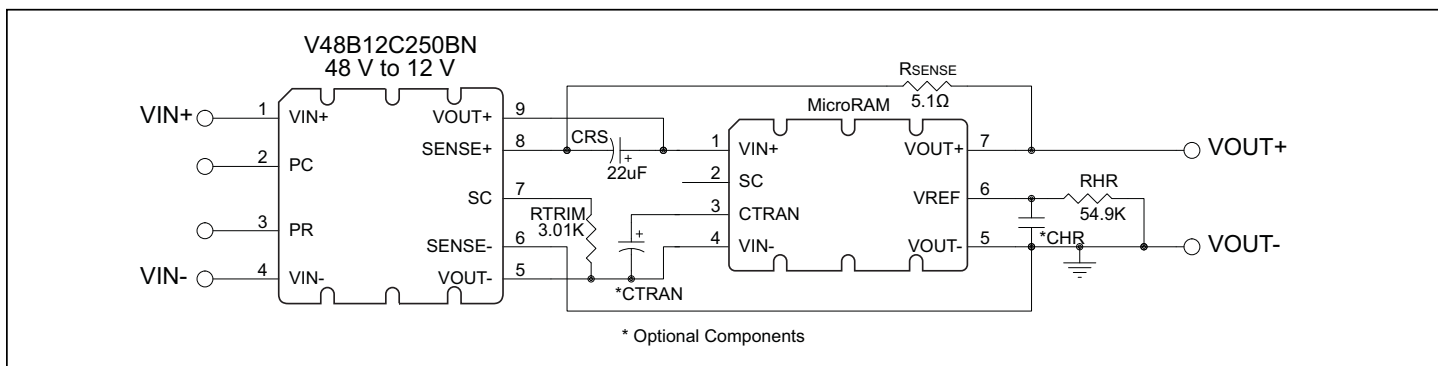 V48B12C250BN
48 V to 12 V
VIN+
1
VIN+
VOUT+
9
2
PC
SENSE+
8
SC
7
3
PR
SENSE-
6
VIN-
4
VIN-
VOUT-
5
CRS
+
22uF
RTRIM
3.01K
+
*CTRAN
RSENSE
5.1Ω
MicroRAM
1
VIN+
VOUT+
7
VOUT+
2
SC
VREF
6
RHR
54.9K
3
CTRAN
*CHR
4
VIN-
VOUT-
5
VOUT-
* Optional Components